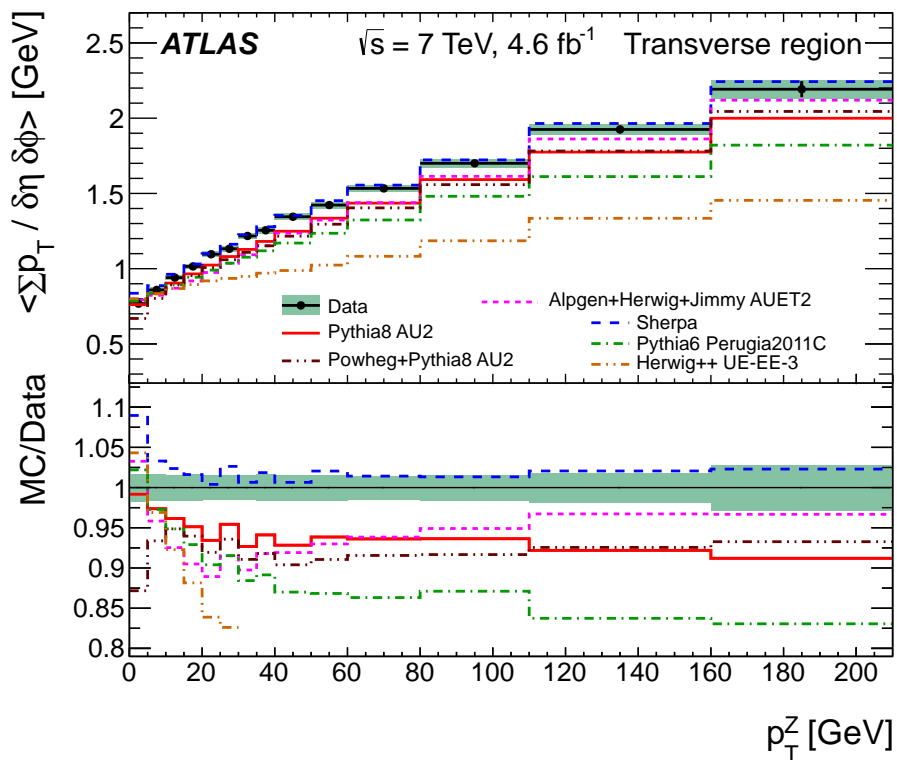 ATLAS √s = 7 TeV, 4.6 fb⁻¹ Transverse region
<Σp_T / δη δϕ> [GeV]
2.5
2
1.5
1
0.5
Data
Pythia8 AU2
Powheg+Pythia8 AU2
Alpgen+Herwig+Jimmy AUET2
Sherpa
Pythia6 Perugia2011C
Herwig++ UE-EE-3
MC/Data
1.1
1.05
1
0.95
0.9
0.85
0.8
0 20 40 60 80 100 120 140 160 180 200
p_T^Z [GeV]